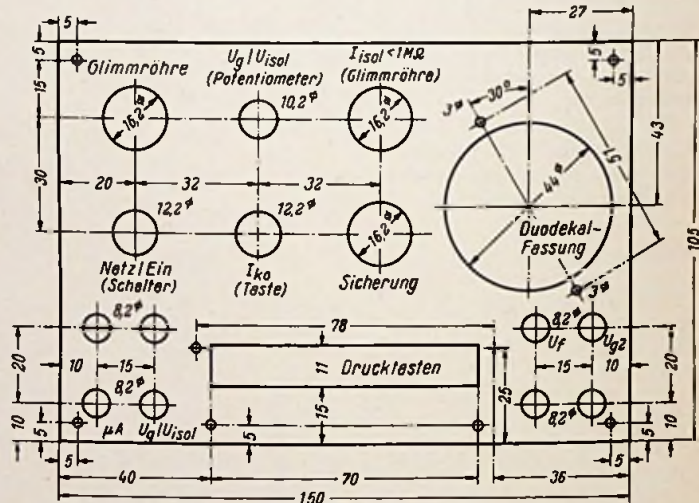 5
27
5
Glimmröhre
Ug/Uisol
(Potentiometer)
I isol < 1MΩ
(Glimmröhre)
5
5
15
16,2⌀
10,2⌀
16,2⌀
3⌀
30°
43
30
20
32
32
44⌀
51
105
12,2⌀
12,2⌀
16,2⌀
Duodekal-
Fassung
Netz/Ein
(Schalter)
Iko
(Taste)
Sicherung
3⌀
8,2⌀
78
8,2⌀
Uf
Ug2
20
10
15
11 Drucktasten
15
10
20
25
8,2⌀
15
8,2⌀
10
5
µA
Ug/Uisol
5
5
10
5
40
70
36
5
150